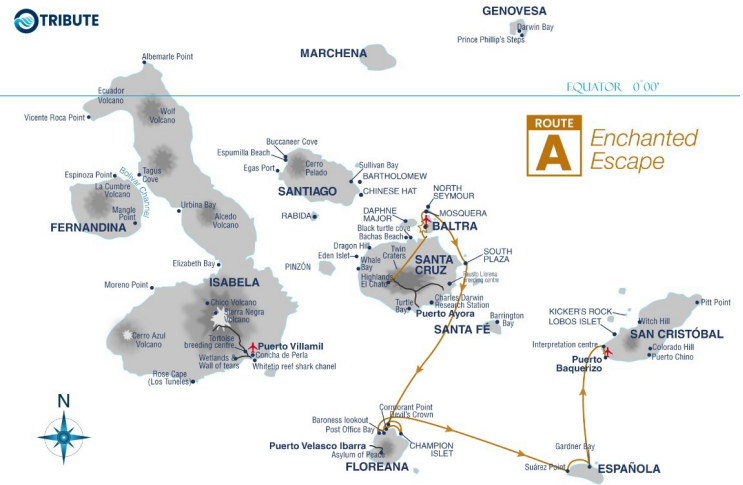 TRIBUTE
GENOVESA
Darwin Bay
Prince Phillip's Steps
MARCHENA
Albemarle Point
EQUATOR 0°00'
Ecuador
Volcano
Vicente Roca Point
Wolf
Volcano
ROUTE
A
Enchanted
Escape
Buccaneer Cove
Espumilla Beach
Egas Port
Cerro
Pelado
Sullivan Bay
BARTHOLOMEW
CHINESE HAT
SANTIAGO
Espinoza Point
La Cumbre
Volcano
Mangle
Point
FERNANDINA
Bolivar Channel
Tagus
Cove
Urbina Bay
Alcedo
Volcano
RABIDA
NORTH
SEYMOUR
MOSQUERA
DAPHNE
MAJOR
BALTRA
Black turtle cove
Bachas Beach
Dragon Hill
Eden Islet
Whale
Bay
Twin
Craters
SANTA
CRUZ
SOUTH
PLAZA
Highlands
El Chato
Fausto Llerena
breeding centre
Turtle
Bay
Charles Darwin
Research Station
Puerto Ayora
PINZÓN
Elizabeth Bay
Moreno Point
ISABELA
Chico Volcano
Sierra Negra
Volcano
Cerro Azul
Volcano
Tortoise
breeding centre
Puerto Villamil
Concha de Perla
Wetlands &
Wall of tears
Whitetip reef shark chanel
Rose Cape
(Los Tuneles)
SANTA FÉ
Barrington
Bay
KICKER'S ROCK
LOBOS ISLET
Pitt Point
Witch Hill
SAN CRISTÓBAL
Interpretation centre
Colorado Hill
Puerto Chino
Puerto
Baquerizo
N
Cormorant Point
Devil's Crown
Baroness lookout
Post Office Bay
Puerto Velasco Ibarra
Asylum of Peace
CHAMPION
ISLET
FLOREANA
Gardner Bay
Suárez Point
ESPAÑOLA